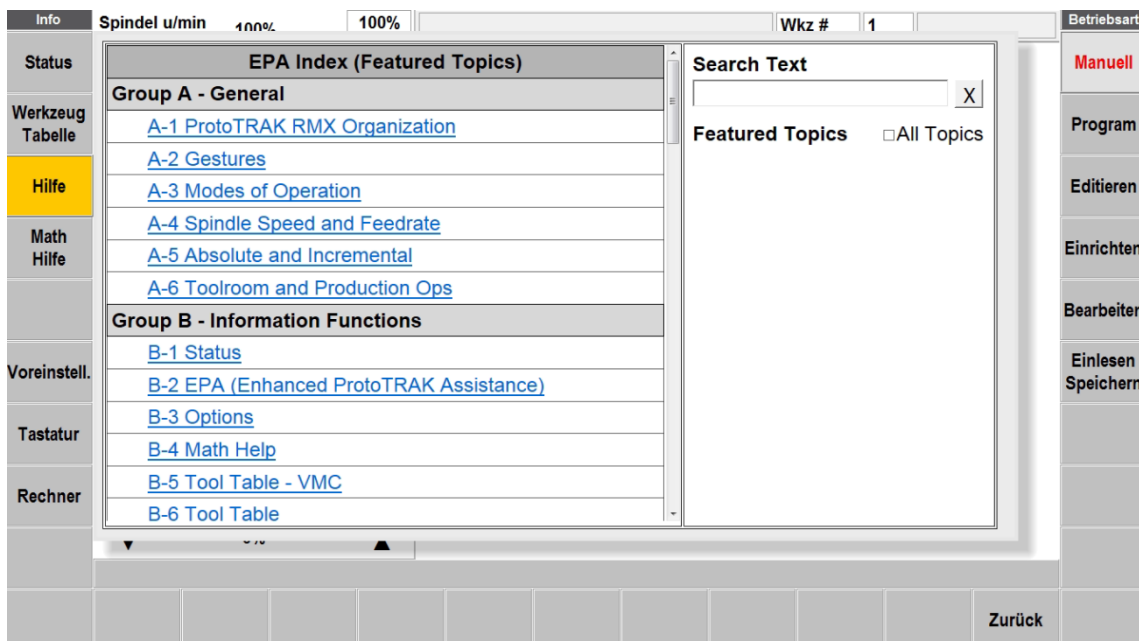 Info
Spindel u/min
100%
100%
Wkz #
1
Betriebsart
Status
Werkzeug
Tabelle
Hilfe
Math
Hilfe
Voreinstell.
Tastatur
Rechner
EPA Index (Featured Topics)
Group A - General
A-1 ProtoTRAK RMX Organization
A-2 Gestures
A-3 Modes of Operation
A-4 Spindle Speed and Feedrate
A-5 Absolute and Incremental
A-6 Toolroom and Production Ops
Group B - Information Functions
B-1 Status
B-2 EPA (Enhanced ProtoTRAK Assistance)
B-3 Options
B-4 Math Help
B-5 Tool Table - VMC
B-6 Tool Table
Search Text
X
Featured Topics
All Topics
Manuell
Program
Editieren
Einrichten
Bearbeiten
Einlesen
Speichern
Zurück